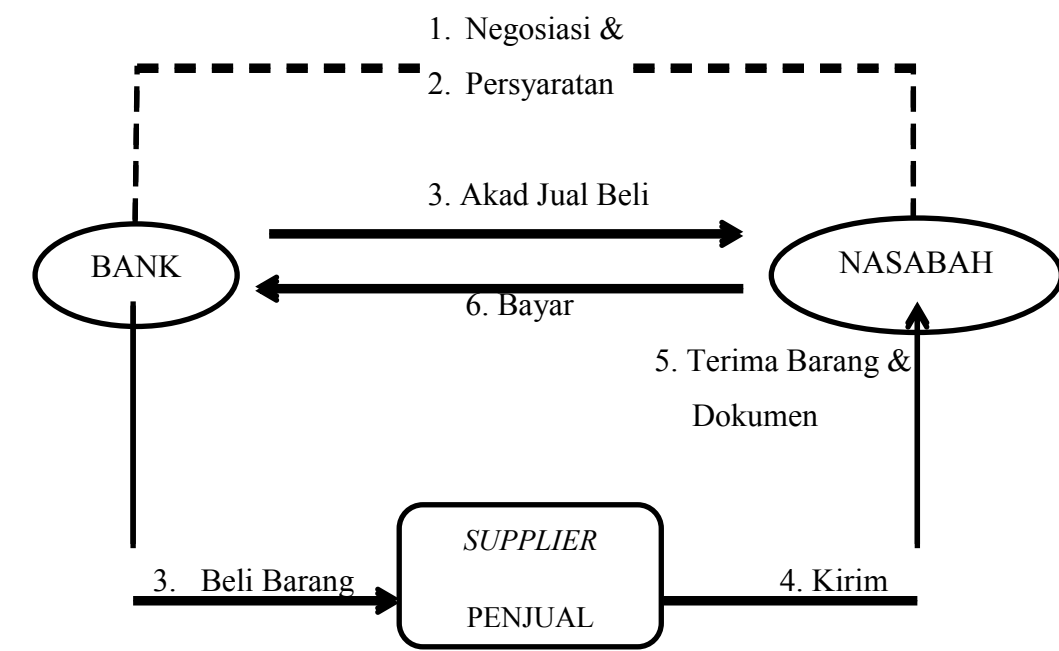 1. Negosiasi &
2. Persyaratan
3. Akad Jual Beli
BANK
NASABAH
6. Bayar
5. Terima Barang &
Dokumen
SUPPLIER
3. Beli Barang
4. Kirim
PENJUAL